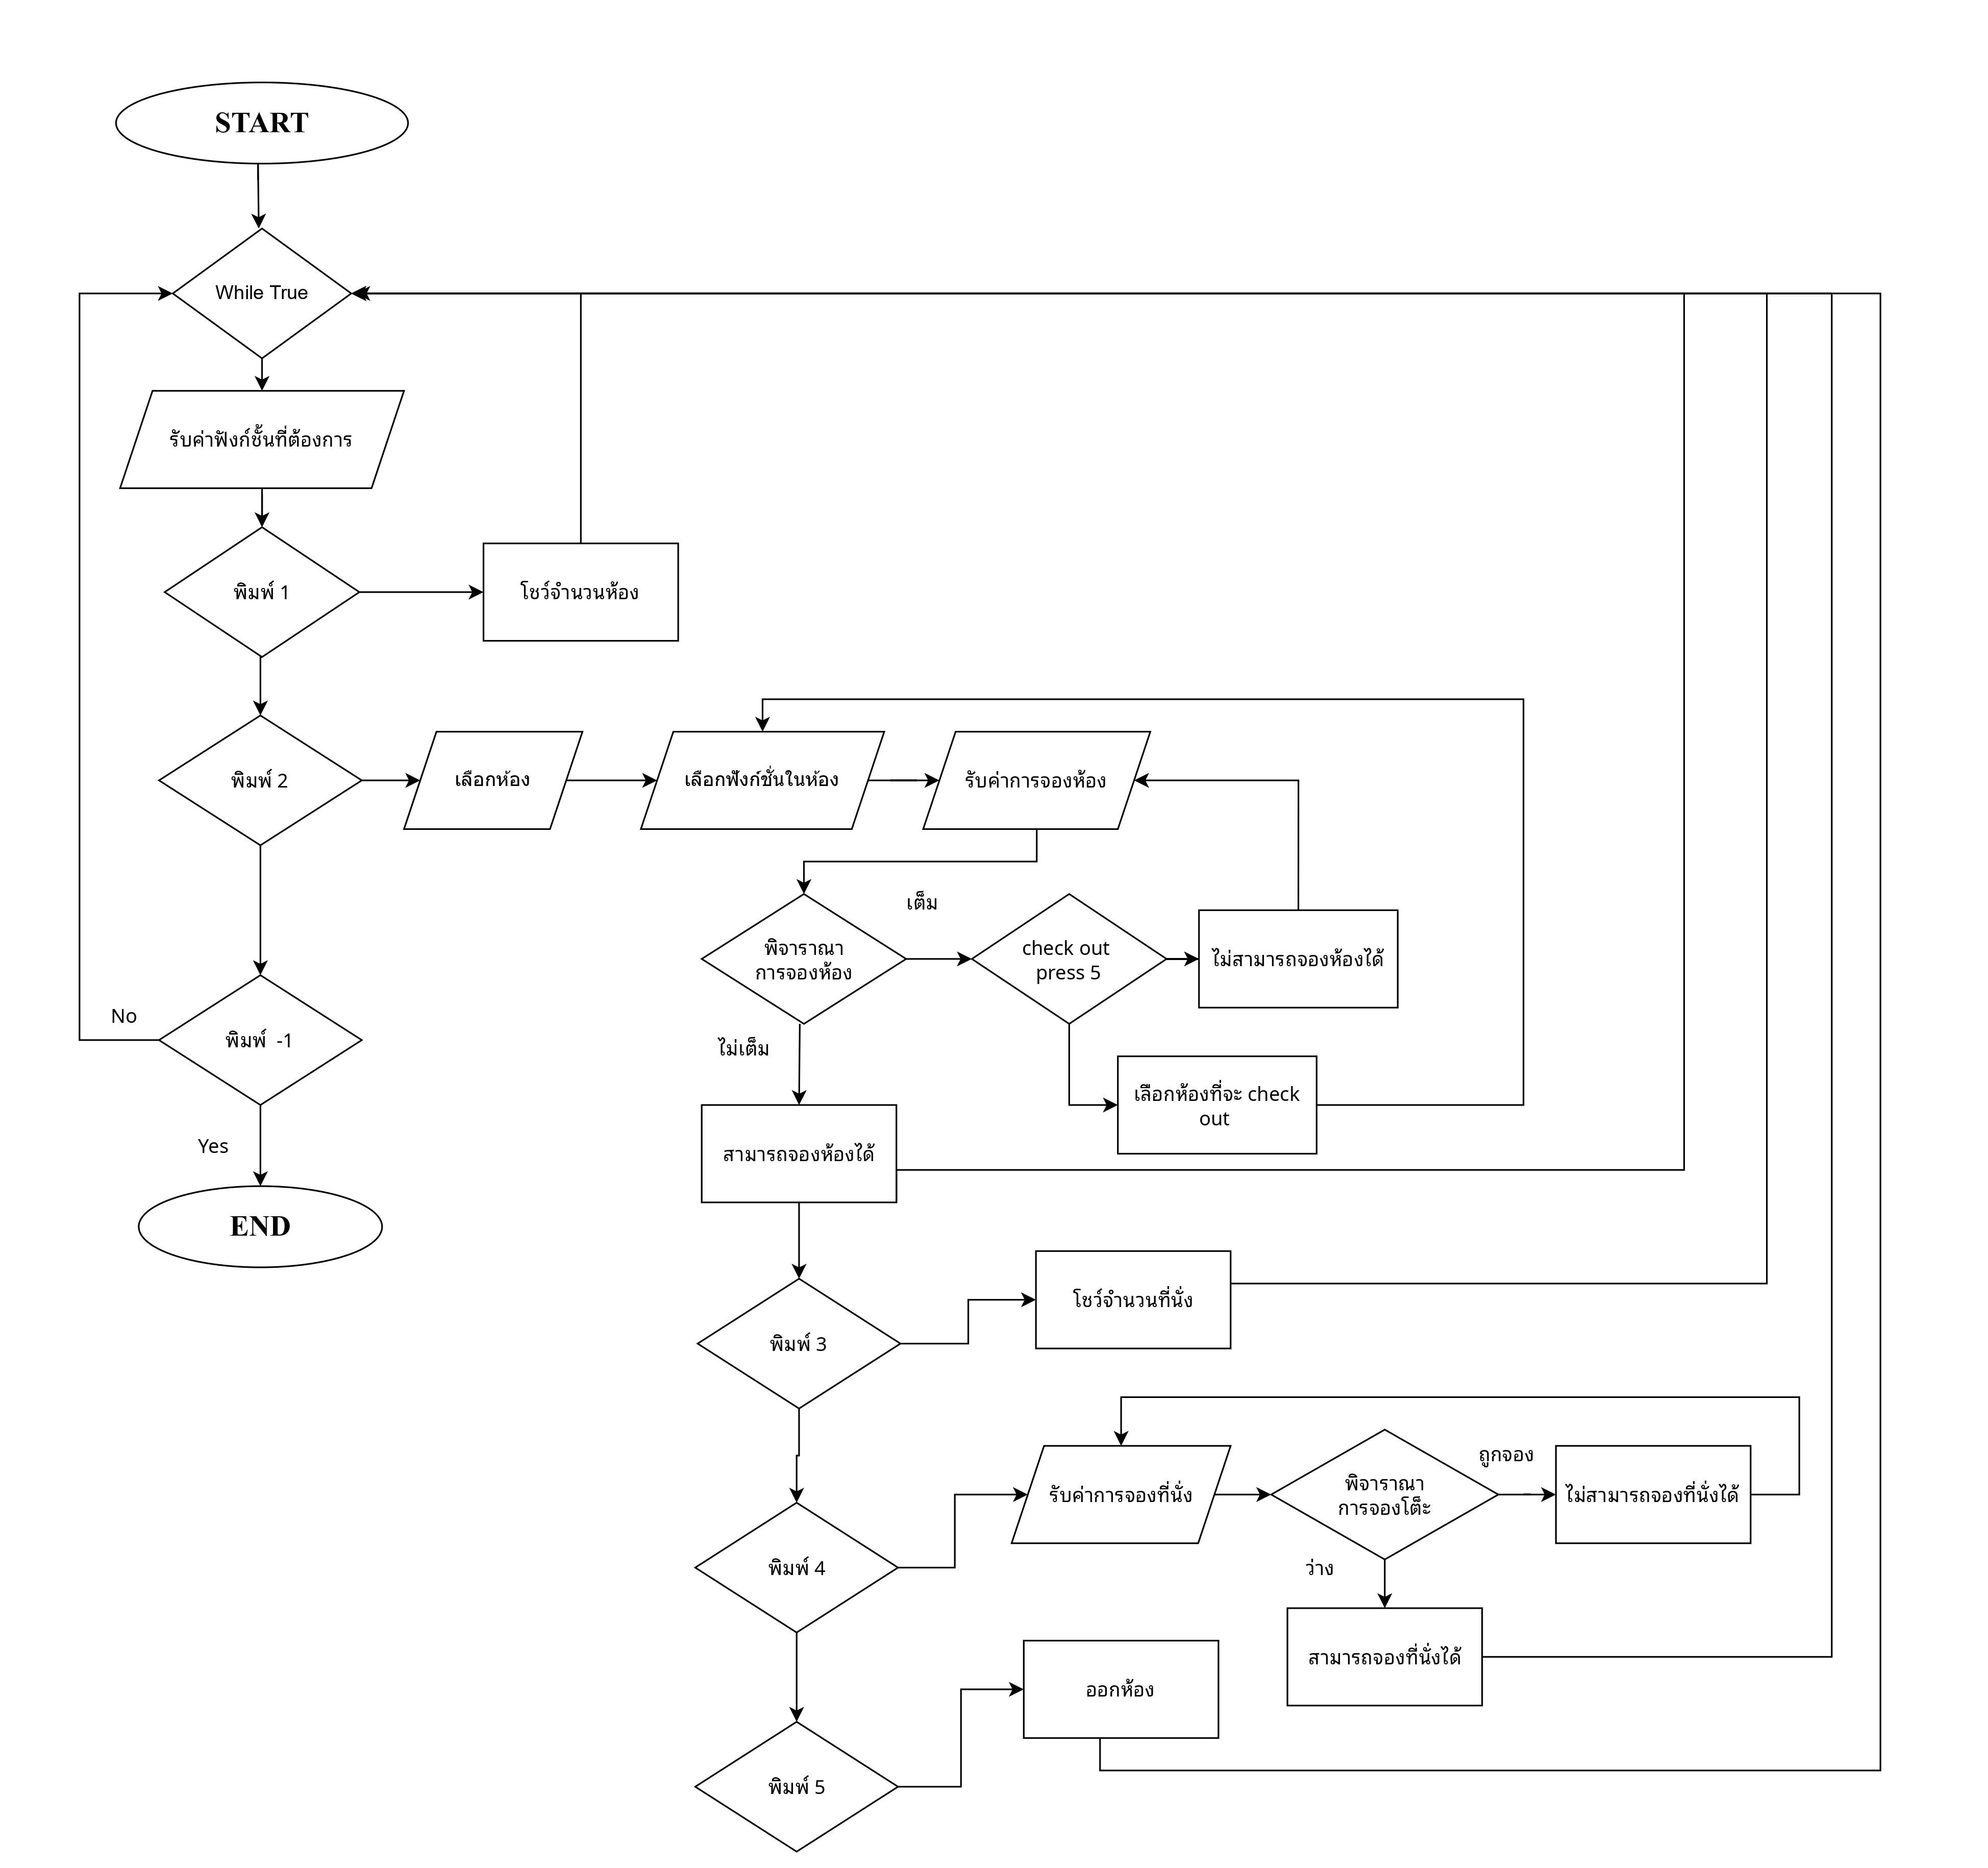 START
While True
รับค่าฟังก์ชั้นที่ต้องการ
พิมพ์ 1
โชว์จำนวนห้อง
พิมพ์ 2
เลือกห้อง
เลือกฟังก์ชั่นในห้อง
รับค่าการจองห้อง
เต็ม
พิจาราณา
การจองห้อง
check out
press 5
ไม่สามารถจองห้องได้
No
พิมพ์  -1
ไม่เต็ม
เลือกห้องที่จะ check
out
Yes
สามารถจองห้องได้
END
โชว์จำนวนที่นั่ง
พิมพ์ 3
รับค่าการจองที่นั่ง
พิจาราณา
การจองโต็ะ
ถูกจอง
ไม่สามารถจองที่นั่งได้
พิมพ์ 4
ว่าง
สามารถจองที่นั่งได้
ออกห้อง
พิมพ์ 5